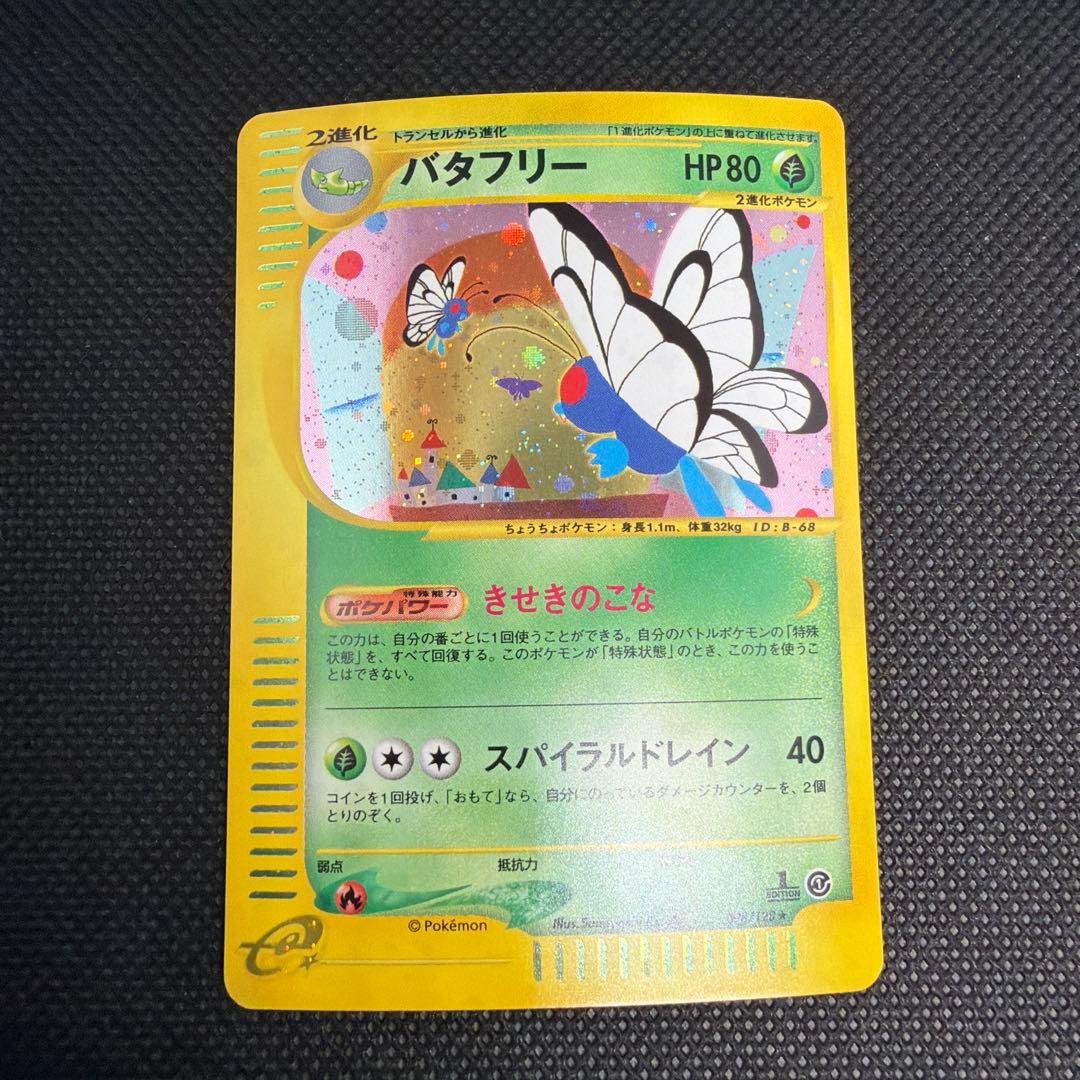 2進化
トランセルから進化
「1進化ポケモン」の上に重ねて進化させます。
バタフリー
HP80
2進化ポケモン
ちょうちょポケモン：身長1.1m、体重32kg ID:B-68
特殊能力
ポケパワー
きせきのこな
この力は、自分の番ごとに1回使うことができる。自分のバトルポケモンの「特殊
状態」を、すべて回復する。このポケモンが「特殊状態」のとき、この力を使うこ
とはできない。
スパイラルドレイン 40
コインを1回投げ、「おもて」なら、自分にのっているダメージカウンターを、2個
とりのぞく。
弱点
抵抗力
1
EDITION
©Pokémon
Illus.
e